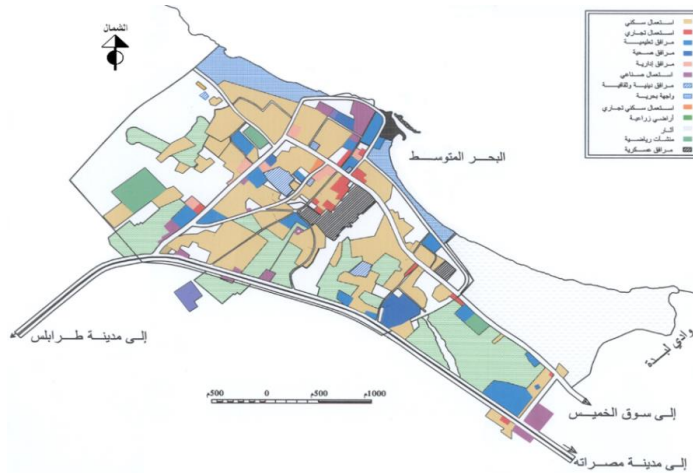 الشمال
استعمال سكني
استعمال تجاري
مرافق تعليمية
مرافق صحية
مرافق إدارية
استعمال صناعي
مرافق دينية وثقافية
واجهة بحرية
استعمال سكني تجاري
أراضي زراعية
آثار
منشآت رياضية
مرافق عسكرية
البحر المتوسط
وادي لبدة
إلى مدينة طرابلس
500م 0 500م 1000م
إلى سوق الخميس
إلى مدينة مصراته